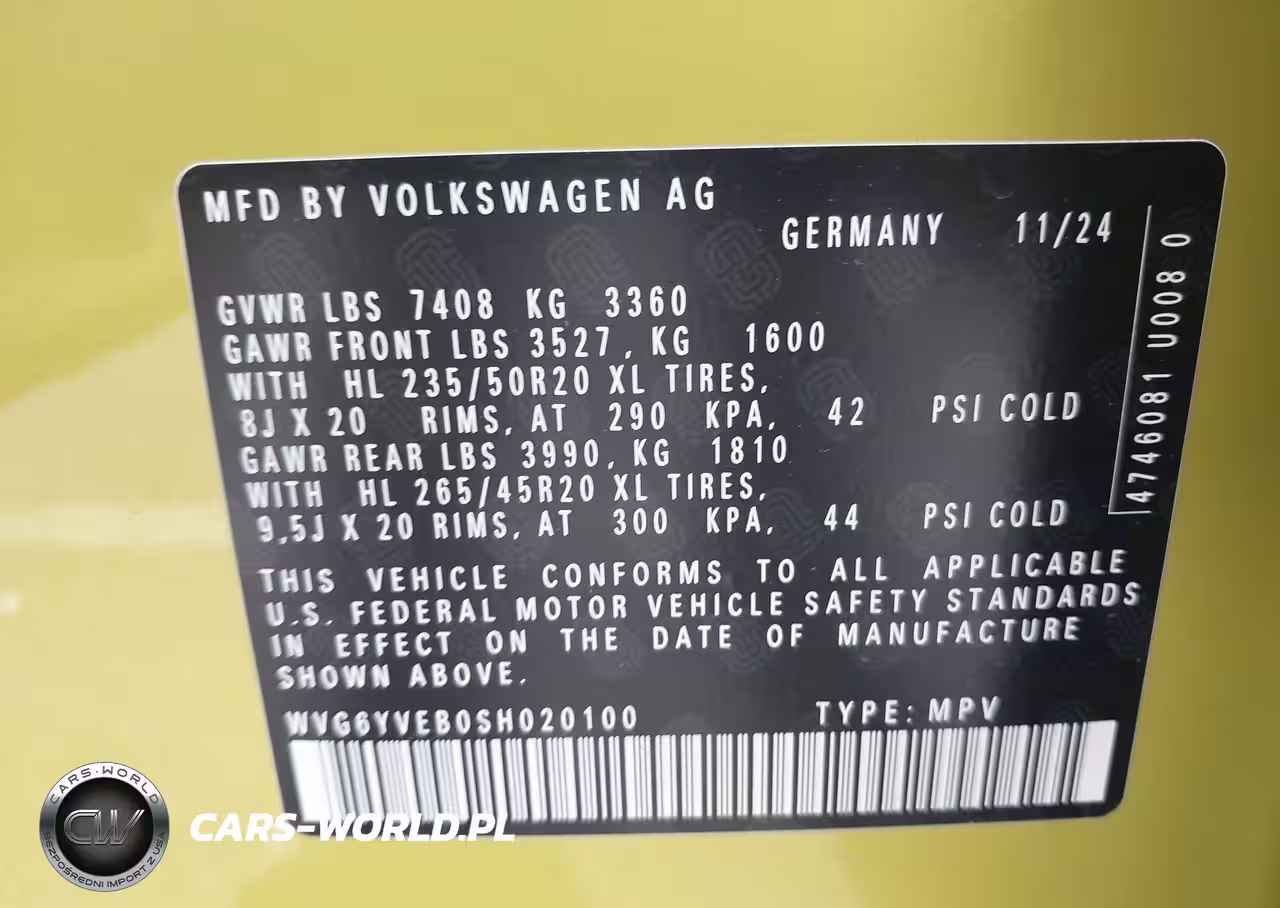 MFD BY VOLKSWAGEN AG
GERMANY 11/24
GVWR LBS 7408 KG 3360
GAWR FRONT LBS 3527, KG 1600
WITH HL 235/50R20 XL TIRES,
8J X 20 RIMS, AT 290 KPA, 42 PSI COLD
GAWR REAR LBS 3990, KG 1810
WITH HL 265/45R20 XL TIRES,
9,5J X 20 RIMS, AT 300 KPA, 44 PSI COLD
THIS VEHICLE CONFORMS TO ALL APPLICABLE
U.S. FEDERAL MOTOR VEHICLE SAFETY STANDARDS
IN EFFECT ON THE DATE OF MANUFACTURE
SHOWN ABOVE.
WVG6YVEB0SH020100 TYPE: MPV
4746081 U008 0
CARS-WORLD
CW
BEZPOŚREDNI IMPORT Z USA
CARS-WORLD.PL